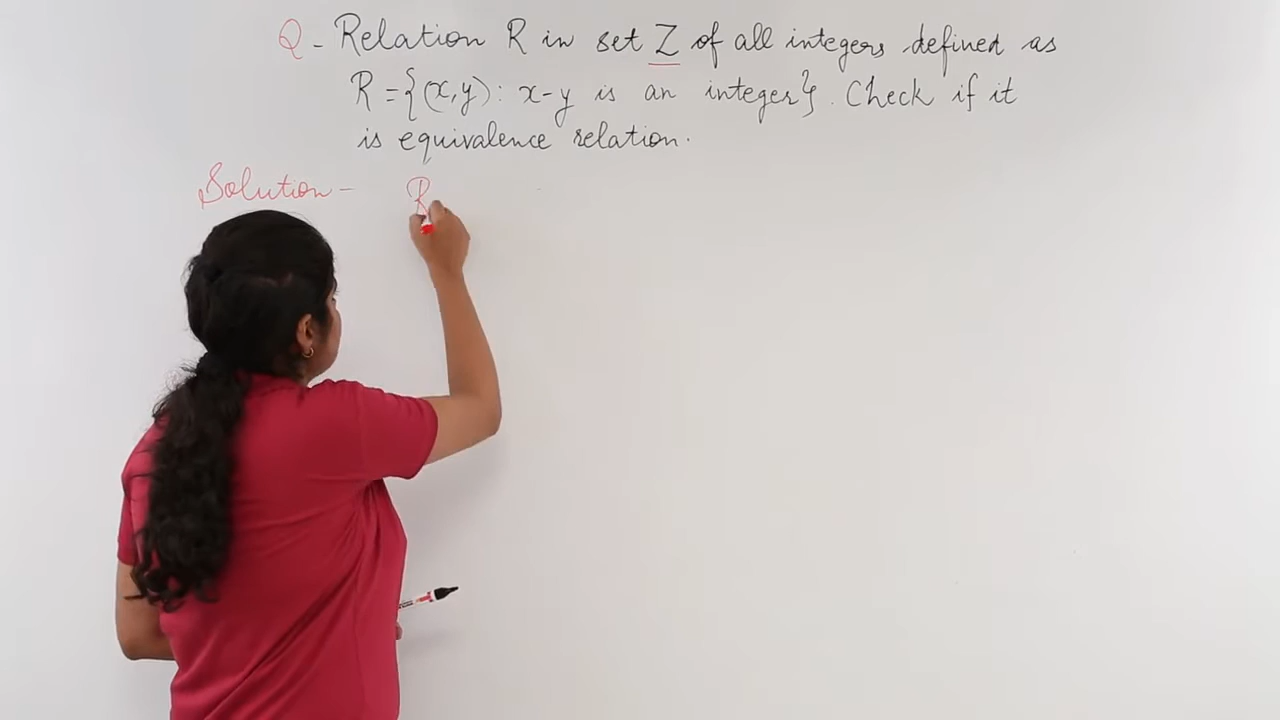 Q - Relation R in set Z of all integers defined as
R = {(x,y) : x-y is an integer}. Check if it
is equivalence relation.
Solution - R